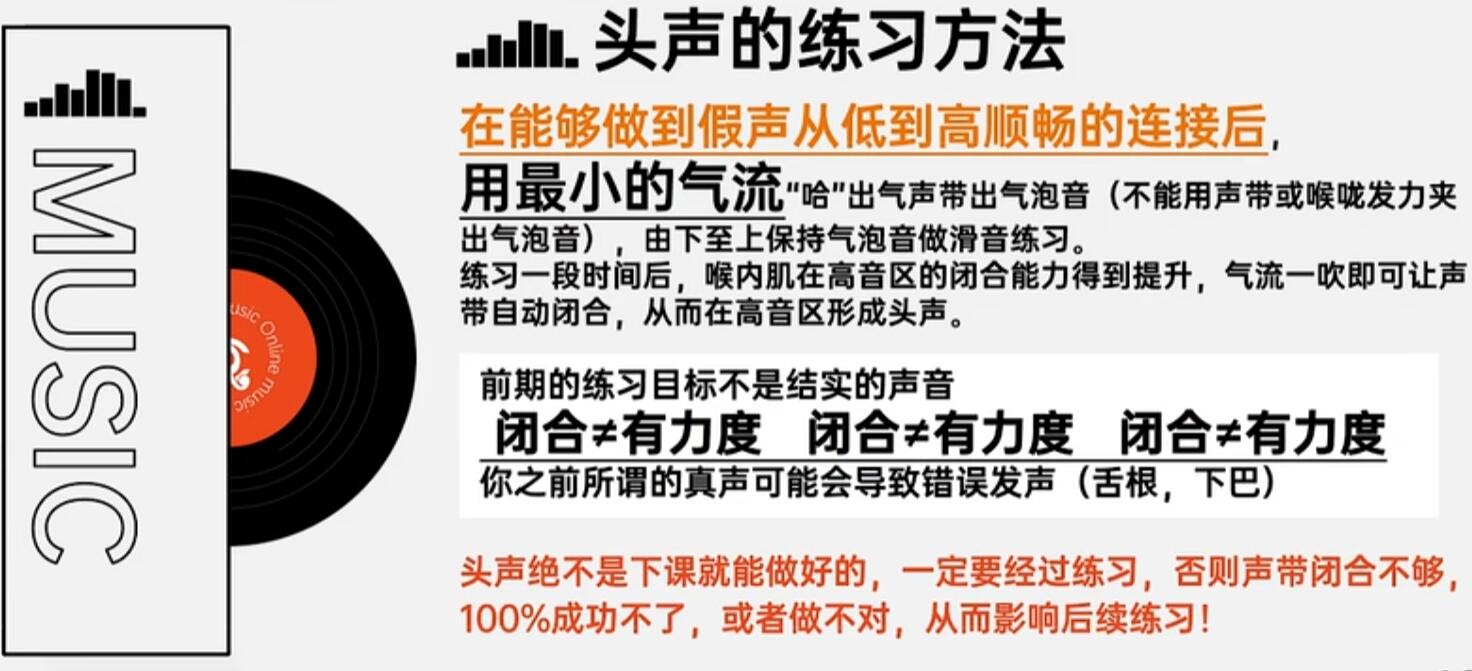 MUSIC
usic Online music
头声的练习方法
在能够做到假声从低到高顺畅的连接后，
用最小的气流“哈”出气声带出气泡音（不能用声带或喉咙发力夹
出气泡音），由下至上保持气泡音做滑音练习。
练习一段时间后，喉内肌在高音区的闭合能力得到提升，气流一吹即可让声
带自动闭合，从而在高音区形成头声。
前期的练习目标不是结实的声音
闭合≠有力度 闭合≠有力度 闭合≠有力度
你之前所谓的真声可能会导致错误发声（舌根，下巴）
头声绝不是下课就能做好的，一定要经过练习，否则声带闭合不够，
100%成功不了，或者做不对，从而影响后续练习！